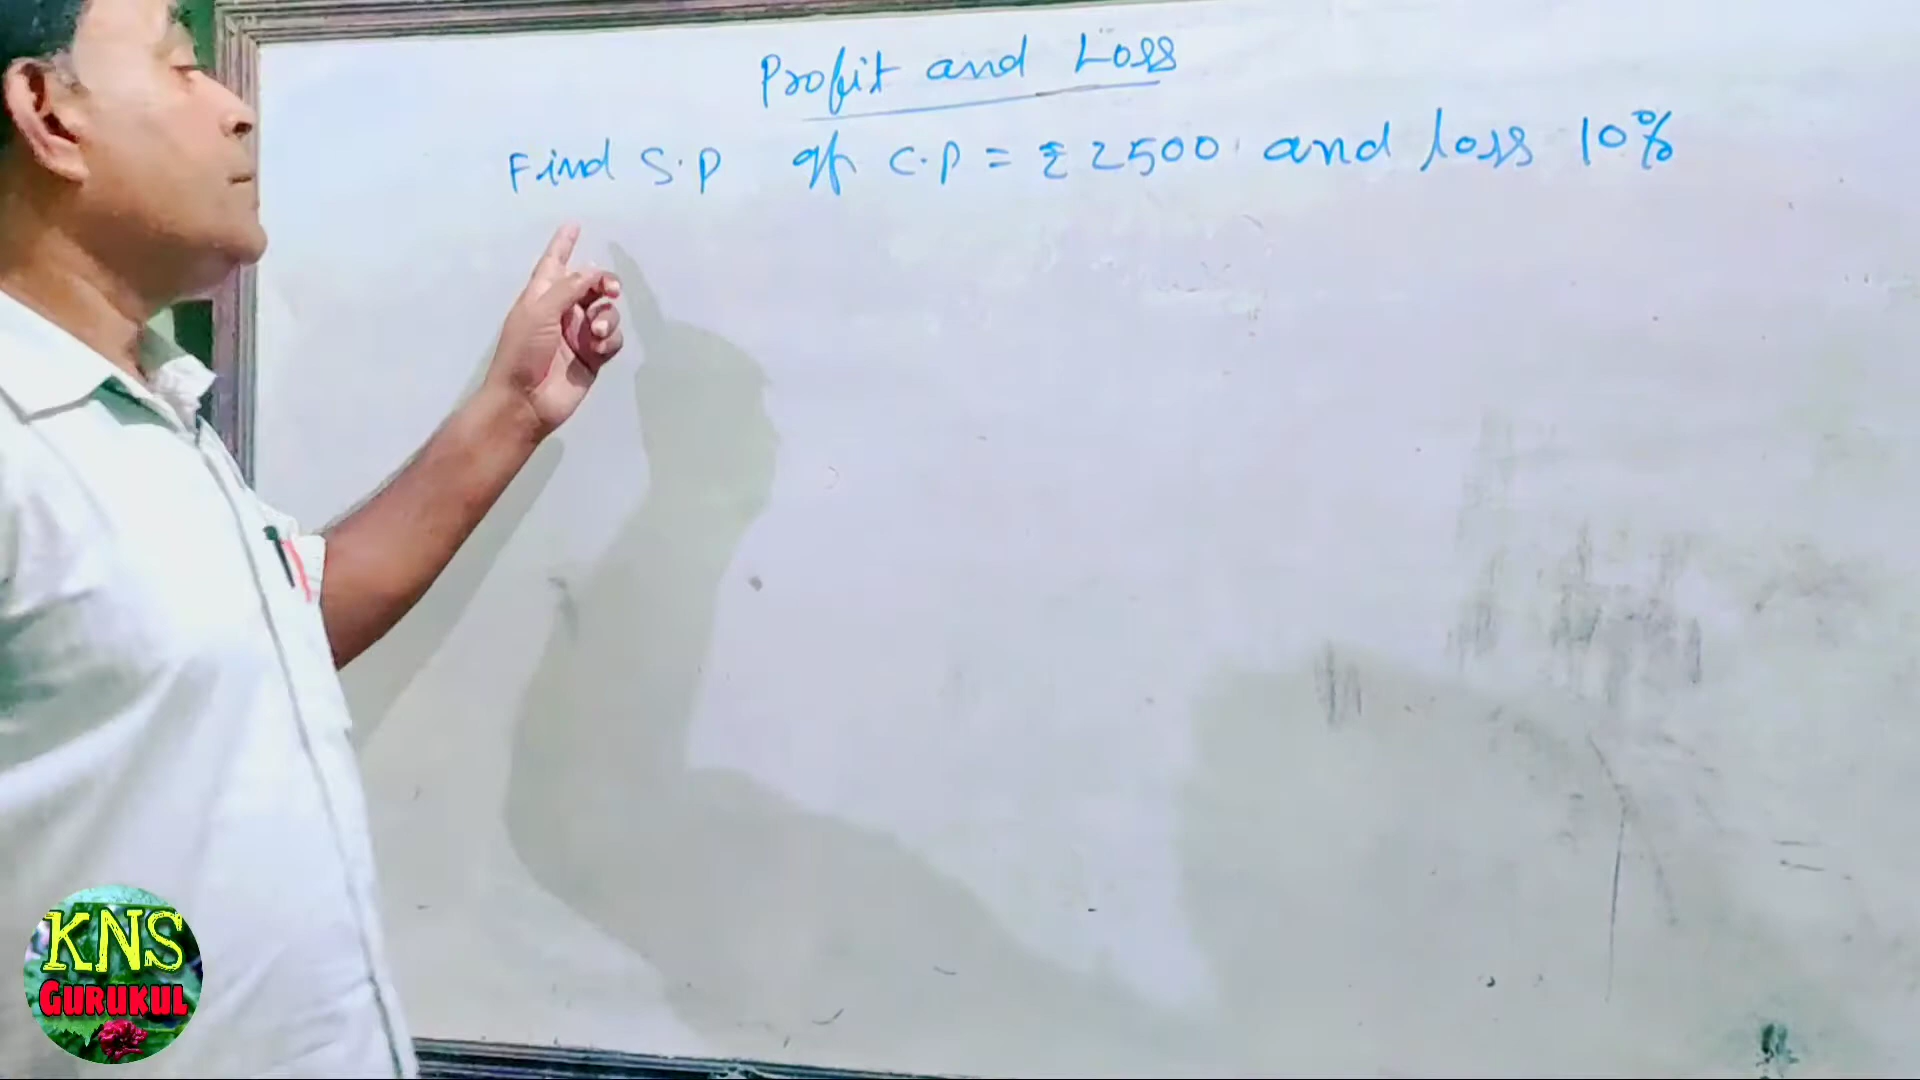 Profit and Loss
Find S.P if C.P = ₹ 2500 and loss 10%
KNS
GURUKUL